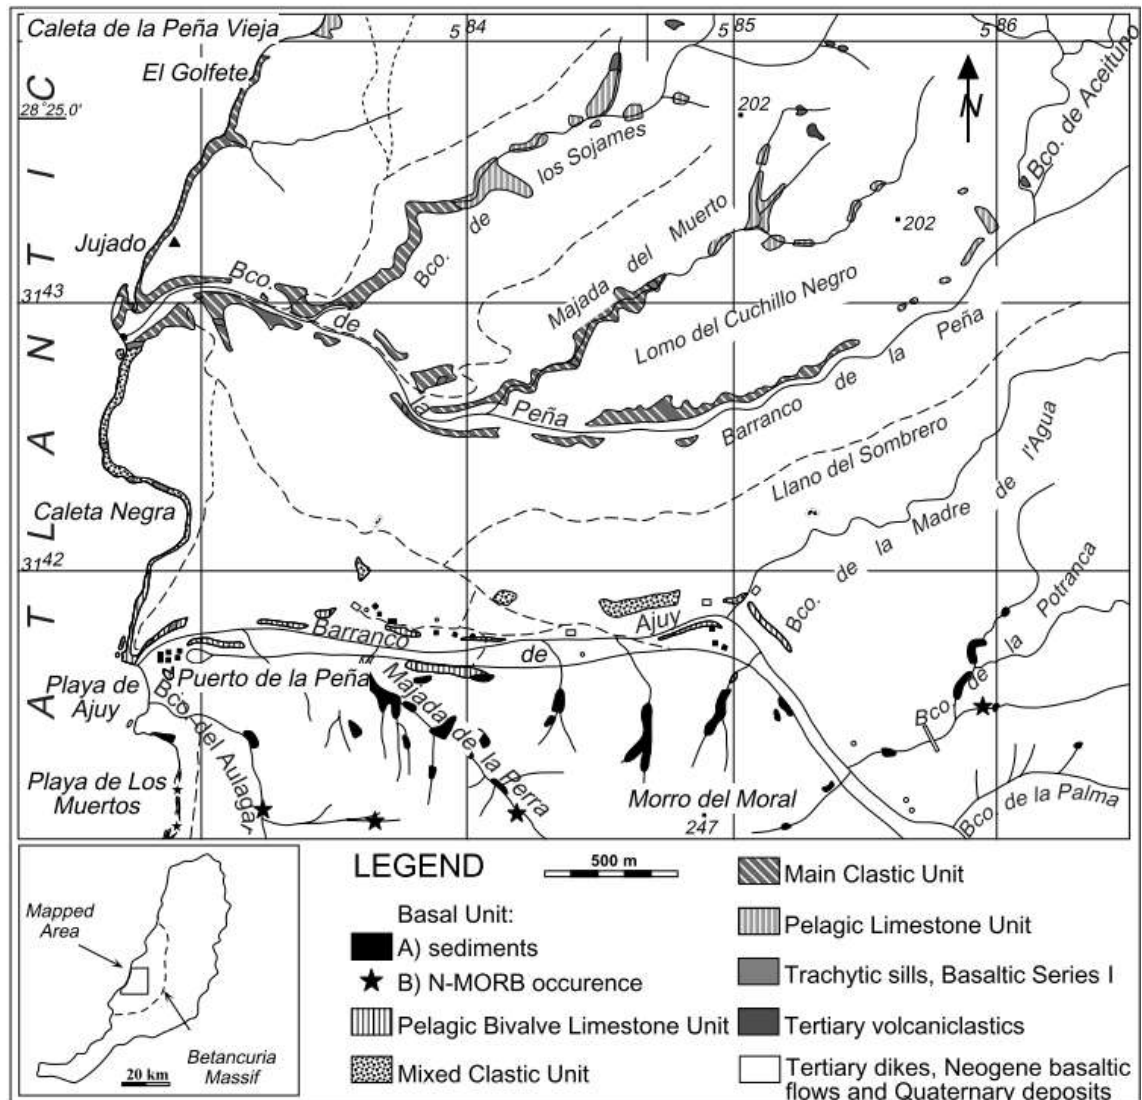 Caleta de la Peña Vieja
5 84
5 85
5 86
El Golfete
28°25.0'
202
N
Bco. de Aceituno
los Sojames
de
Bco.
Jujado
Majada del Muerto
202
Bco.
de
3143
Lomo del Cuchillo Negro
Peña
Barranco de la Peña
Llano del Sombrero
Caleta Negra
Bco. de la Madre de l'Agua
3142
ATLANTIC
Barranco de Ajuy
Bco. de la Potranca
Playa de
Ajuy
Puerto de la Peña
Bco. del Aulagar
Majada de la Perra
Playa de Los
Muertos
Morro del Moral
247
Bco. de la Palma
Mapped
Area
20 km
Betancuria
Massif
LEGEND
500 m
Basal Unit:
A) sediments
B) N-MORB occurence
Pelagic Bivalve Limestone Unit
Mixed Clastic Unit
Main Clastic Unit
Pelagic Limestone Unit
Trachytic sills, Basaltic Series I
Tertiary volcaniclastics
Tertiary dikes, Neogene basaltic
flows and Quaternary deposits